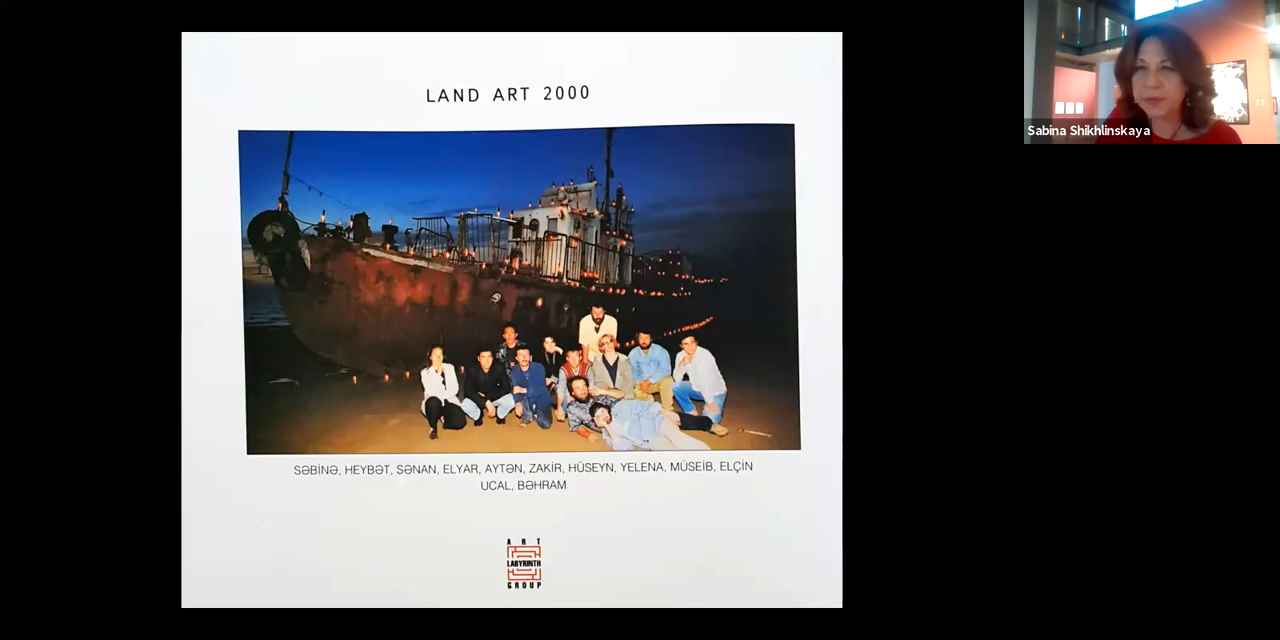 LAND ART 2000
Sabina Shikhlinskaya
SƏBİNƏ, HEYBƏT, SƏNAN, ELYAR, AYTƏN, ZAKİR, HÜSEYN, YELENA, MÜSEİB, ELÇİN
UCAL, BƏHRAM
ART
LABYRINTH
GROUP